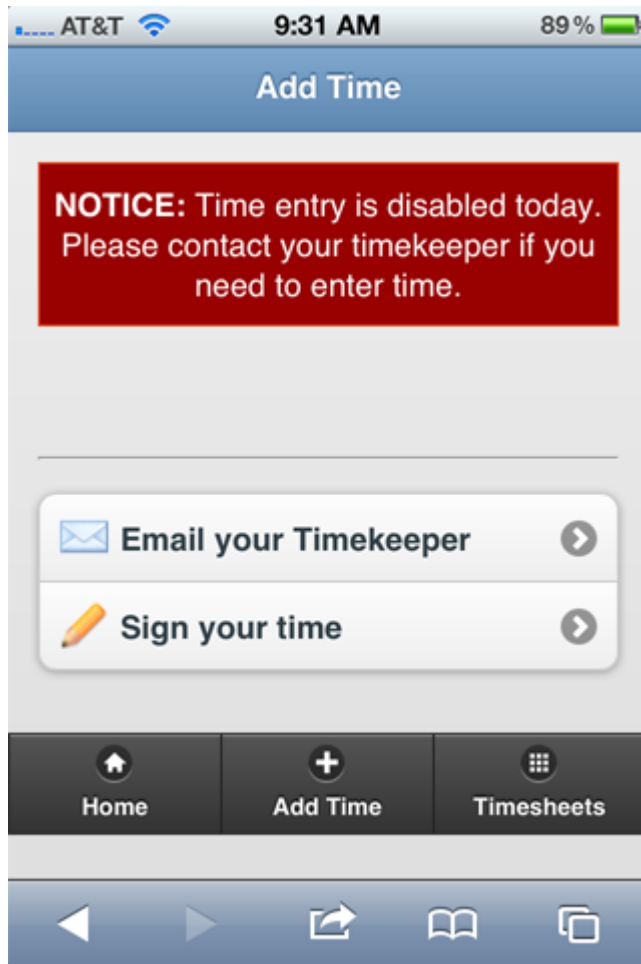 AT&T 9:31 AM 89%
Add Time
NOTICE: Time entry is disabled today.
Please contact your timekeeper if you
need to enter time.
Email your Timekeeper
Sign your time
Home Add Time Timesheets